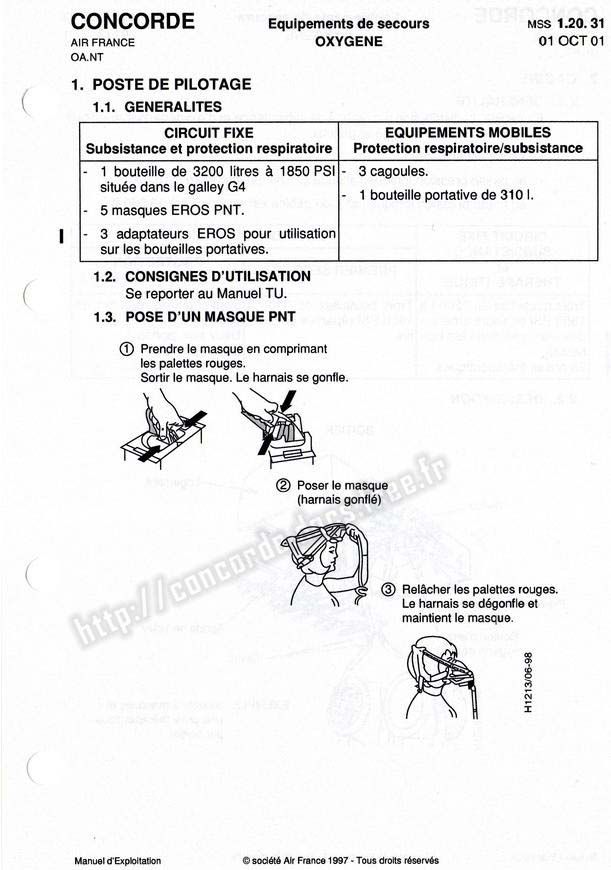 CONCORDE
AIR FRANCE
OA.NT
Equipements de secours
OXYGENE
MSS 1.20. 31
01 OCT 01
1. POSTE DE PILOTAGE
1.1. GENERALITES
CIRCUIT FIXE
Subsistance et protection respiratoire
- 1 bouteille de 3200 litres à 1850 PSI
située dans le galley G4
- 5 masques EROS PNT.
- 3 adaptateurs EROS pour utilisation
sur les bouteilles portatives.
EQUIPEMENTS MOBILES
Protection respiratoire/subsistance
- 3 cagoules.
- 1 bouteille portative de 310 l.
1.2. CONSIGNES D'UTILISATION
Se reporter au Manuel TU.
1.3. POSE D'UN MASQUE PNT
1 Prendre le masque en comprimant
les palettes rouges.
Sortir le masque. Le harnais se gonfle.
2 Poser le masque
(harnais gonflé)
3 Relâcher les palettes rouges.
Le harnais se dégonfle et
maintient le masque.
H1213/06-98
http://concorde.docs.free.fr
Manuel d'Exploitation
© société Air France 1997 - Tous droits réservés